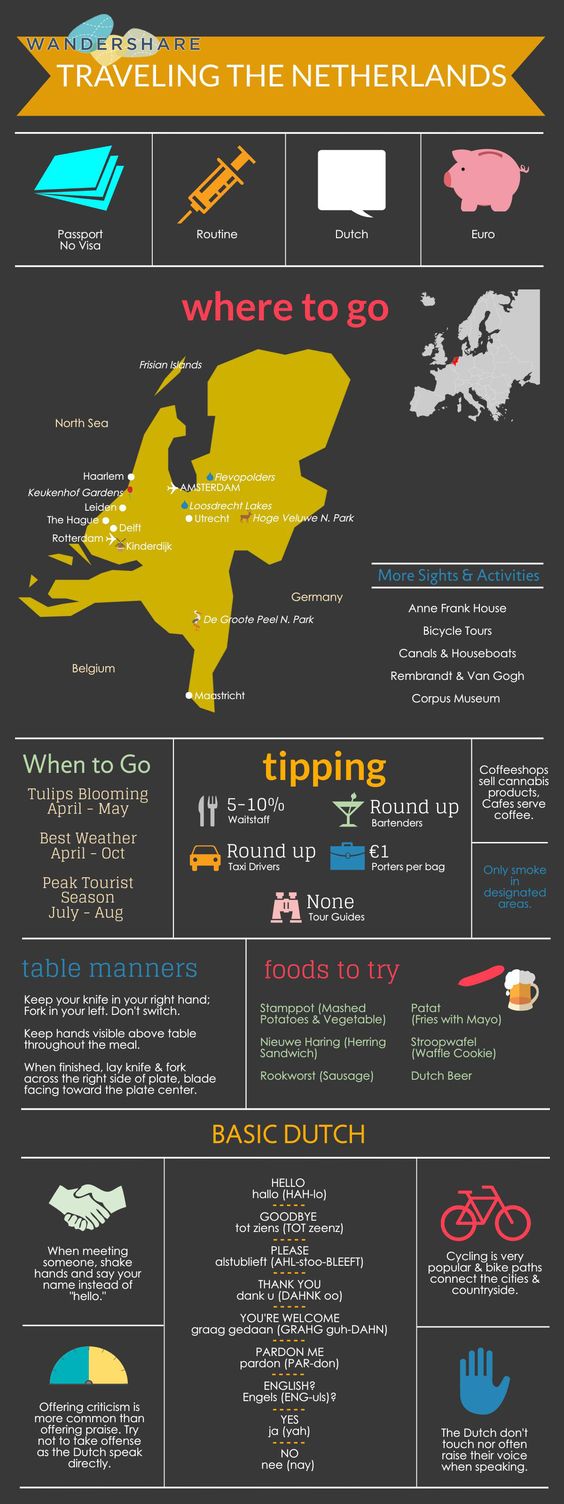 WANDERSHARE
TRAVELING THE NETHERLANDS
Passport
No Visa
Routine
Dutch
Euro
where to go
Frisian Islands
North Sea
Haarlem
Flevopolders
Keukenhof Gardens
AMSTERDAM
Leiden
Loosdrecht Lakes
The Hague
Utrecht
Hoge Veluwe N. Park
Delft
Rotterdam
Kinderdijk
Germany
De Groote Peel N. Park
Belgium
Maastricht
More Sights & Activities
Anne Frank House
Bicycle Tours
Canals & Houseboats
Rembrandt & Van Gogh
Corpus Museum
When to Go
Tulips Blooming
April - May
Best Weather
April - Oct
Peak Tourist
Season
July - Aug
tipping
5-10%
Waitstaff
Round up
Bartenders
Round up
Taxi Drivers
€1
Porters per bag
None
Tour Guides
Coffeeshops
sell cannabis
products,
Cafes serve
coffee.
Only smoke
in
designated
areas.
table manners
Keep your knife in your right hand;
Fork in your left. Don't switch.
Keep hands visible above table
throughout the meal.
When finished, lay knife & fork
across the right side of plate, blade
facing toward the plate center.
foods to try
Stamppot (Mashed
Potatoes & Vegetable)
Nieuwe Haring (Herring
Sandwich)
Rookworst (Sausage)
Patat
(Fries with Mayo)
Stroopwafel
(Waffle Cookie)
Dutch Beer
BASIC DUTCH
When meeting
someone, shake
hands and say your
name instead of
"hello."
Offering criticism is
more common than
offering praise. Try
not to take offense
as the Dutch speak
directly.
HELLO
hallo (HAH-lo)
GOODBYE
tot ziens (TOT zeenz)
PLEASE
alstublieft (AHL-stoo-BLEEFT)
THANK YOU
dank u (DAHNK oo)
YOU'RE WELCOME
graag gedaan (GRAHG guh-DAHN)
PARDON ME
pardon (PAR-don)
ENGLISH?
Engels (ENG-uls)?
YES
ja (yah)
NO
nee (nay)
Cycling is very
popular & bike paths
connect the cities &
countryside.
The Dutch don't
touch nor often
raise their voice
when speaking.